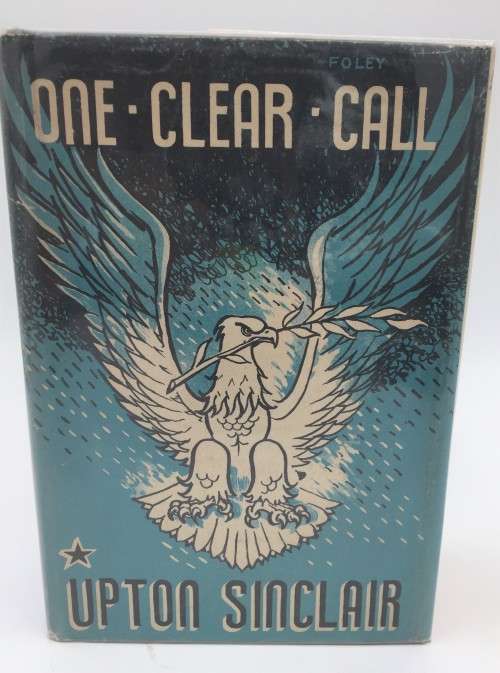 FOLEY
ONE · CLEAR · CALL
UPTON SINCLAIR